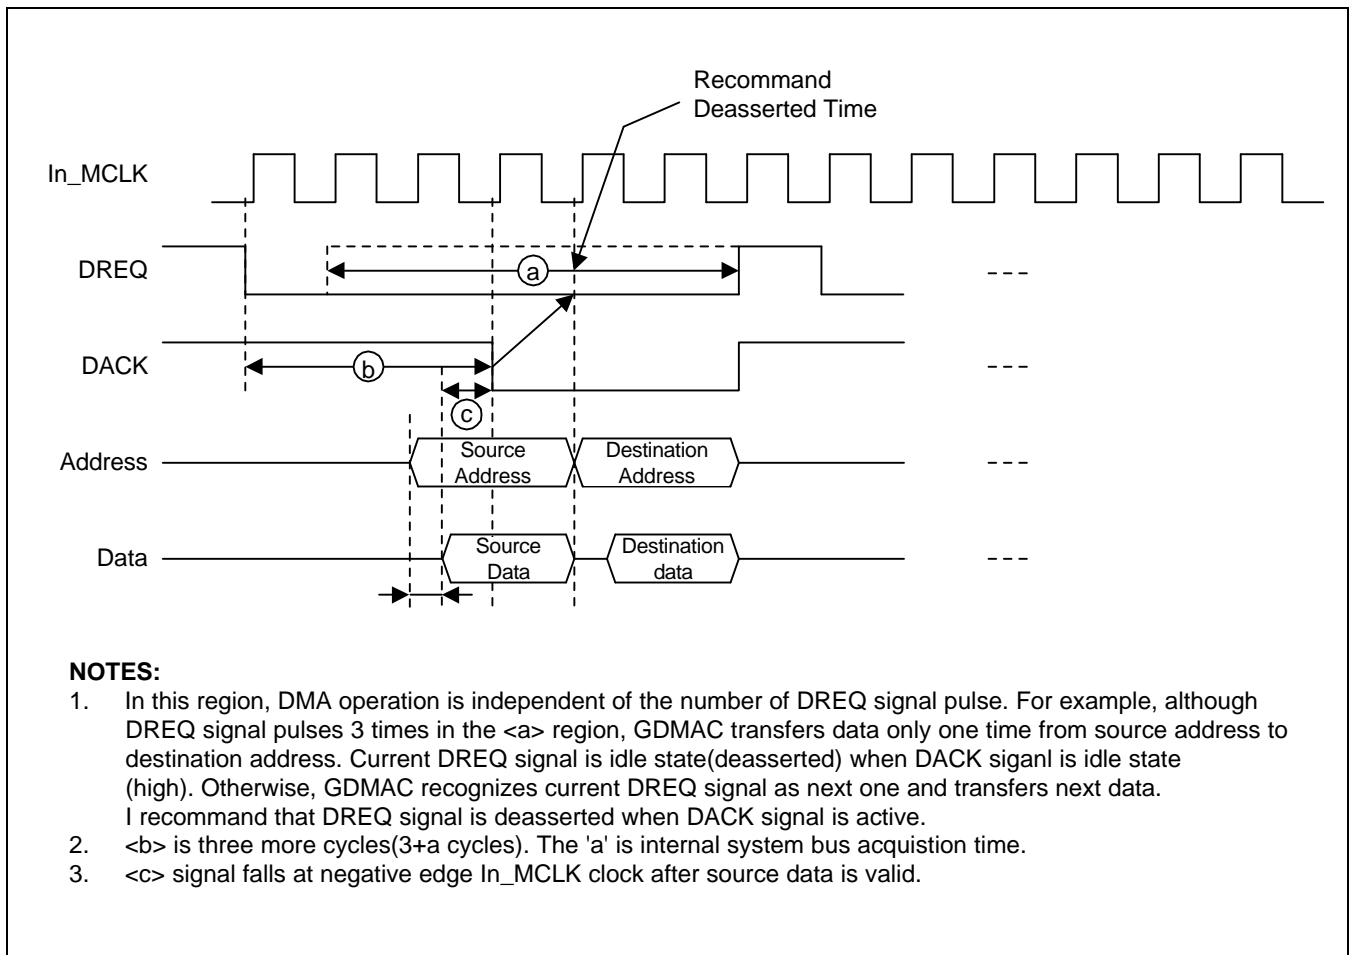 Recommand
Deasserted Time
In_MCLK
DREQ
a
DACK
b
c
Address
Source
Address
Destination
Address
Data
Source
Data
Destination
data
NOTES:
1. In this region, DMA operation is independent of the number of DREQ signal pulse. For example, although
DREQ signal pulses 3 times in the <a> region, GDMAC transfers data only one time from source address to
destination address. Current DREQ signal is idle state(deasserted) when DACK siganl is idle state
(high). Otherwise, GDMAC recognizes current DREQ signal as next one and transfers next data.
I recommand that DREQ signal is deasserted when DACK signal is active.
2. <b> is three more cycles(3+a cycles). The 'a' is internal system bus acquistion time.
3. <c> signal falls at negative edge In_MCLK clock after source data is valid.